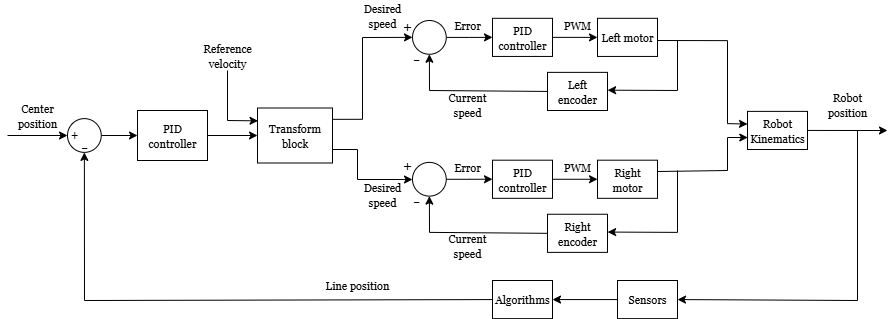 Center
position
+
−
PID
controller
Reference
velocity
Transform
block
Desired
speed
+
−
Error
PID
controller
PWM
Left motor
Left
encoder
Current
speed
Desired
speed
+
−
Error
PID
controller
PWM
Right
motor
Right
encoder
Current
speed
Robot
Kinematics
Robot
position
Line position
Algorithms
Sensors